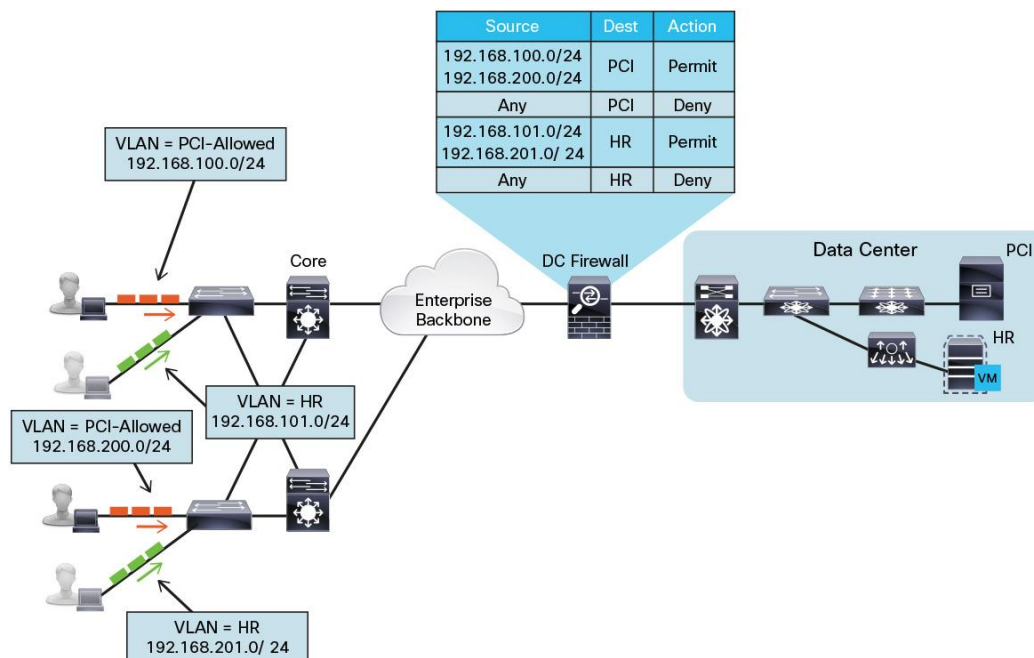 Source Dest Action
192.168.100.0/24
192.168.200.0/24
PCI Permit
Any PCI Deny
192.168.101.0/24
192.168.201.0/ 24
HR Permit
Any HR Deny
VLAN = PCI-Allowed
192.168.100.0/24
Core
Enterprise
Backbone
DC Firewall
Data Center
PCI
HR
VM
VLAN = HR
192.168.101.0/24
VLAN = PCI-Allowed
192.168.200.0/24
VLAN = HR
192.168.201.0/ 24